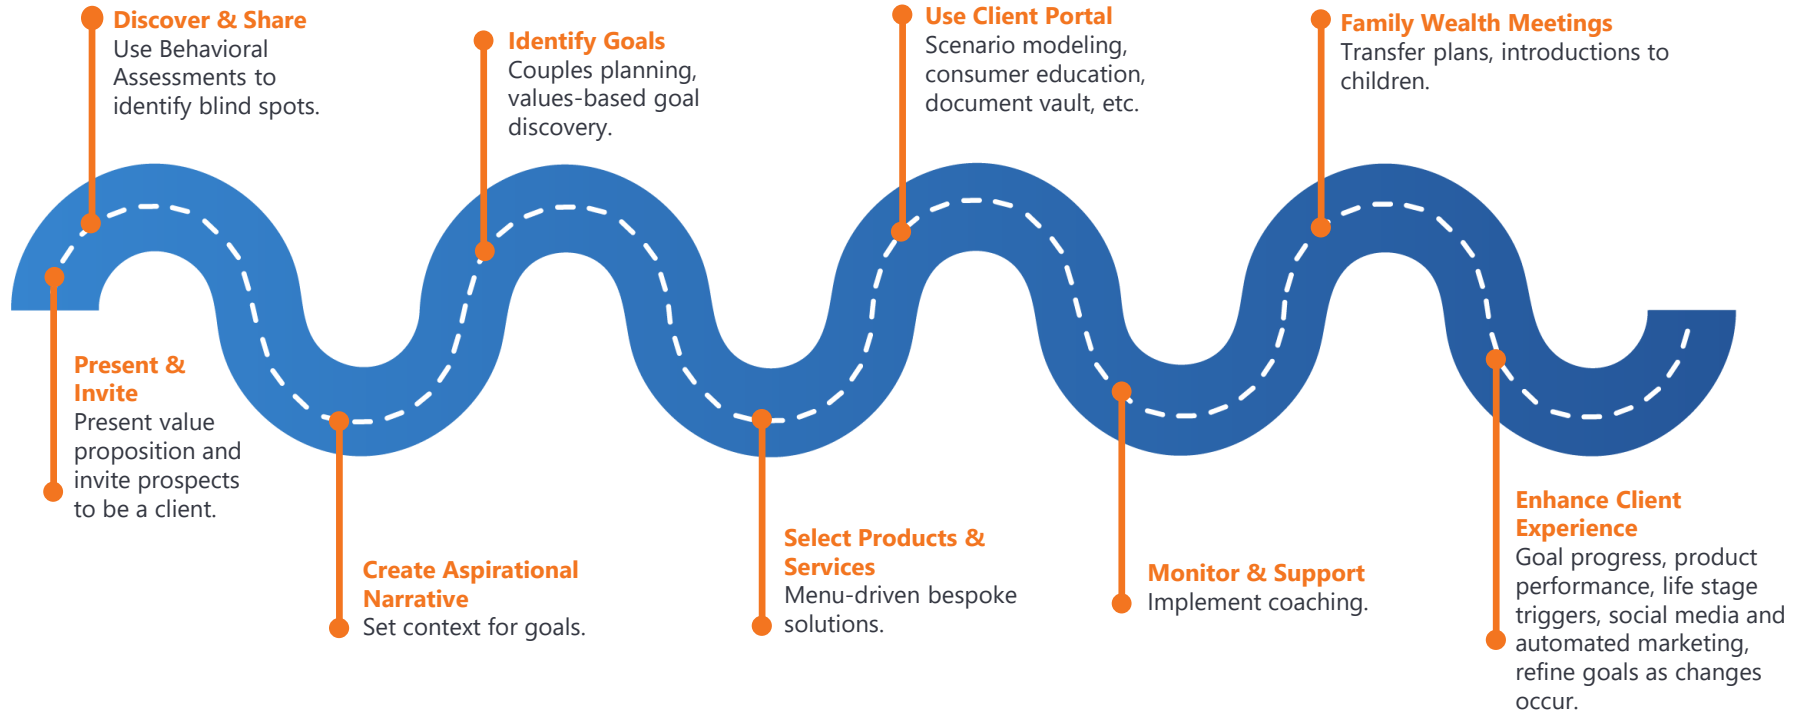 Discover & Share
Use Behavioral
Assessments to
identify blind spots.
Identify Goals
Couples planning,
values-based goal
discovery.
Use Client Portal
Scenario modeling,
consumer education,
document vault, etc.
Family Wealth Meetings
Transfer plans, introductions to
children.
Present &
Invite
Present value
proposition and
invite prospects
to be a client.
Create Aspirational
Narrative
Set context for goals.
Select Products &
Services
Menu-driven bespoke
solutions.
Monitor & Support
Implement coaching.
Enhance Client
Experience
Goal progress, product
performance, life stage
triggers, social media and
automated marketing,
refine goals as changes
occur.